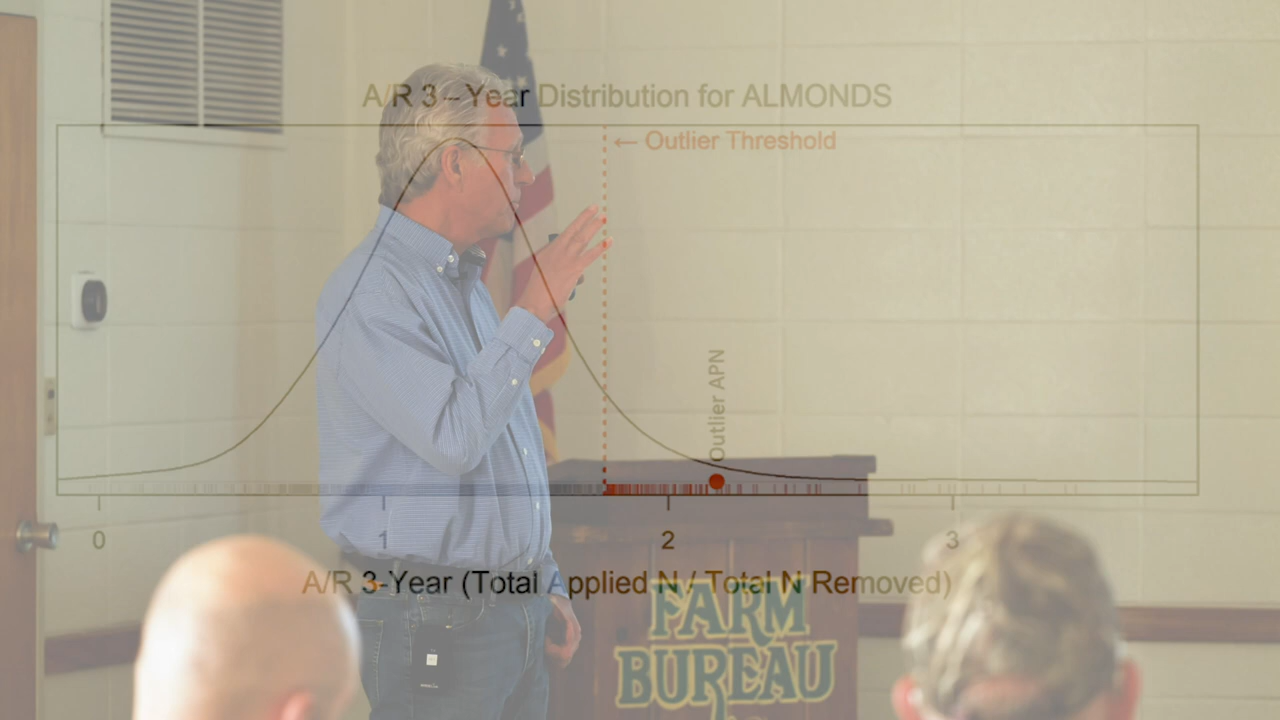 A/R 3-Year Distribution for ALMONDS
← Outlier Threshold
Outlier APN
0 1 2 3
A/R 3-Year (Total Applied N / Total N Removed)
FARM
BUREAU